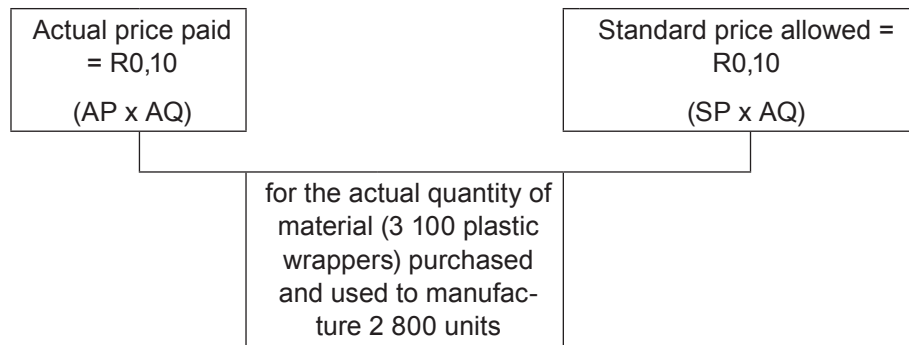 Actual price paid
= R0,10
(AP x AQ)
Standard price allowed =
R0,10
(SP x AQ)
for the actual quantity of
material (3 100 plastic
wrappers) purchased
and used to manufac-
ture 2 800 units